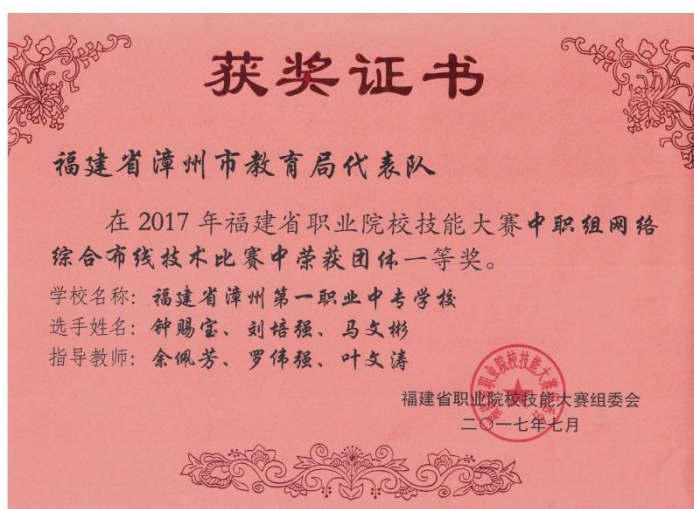 获奖证书
福建省漳州市教育局代表队
在2017年福建省职业院校技能大赛中职组网络
综合布线技术比赛中荣获团体一等奖。
学校名称：福建省漳州第一职业中专学校
选手姓名：钟赐宝、刘培强、马文彬
指导教师：余佩芳、罗伟强、叶文涛
福建省职业院校技能大赛组委会
二〇一七年七月